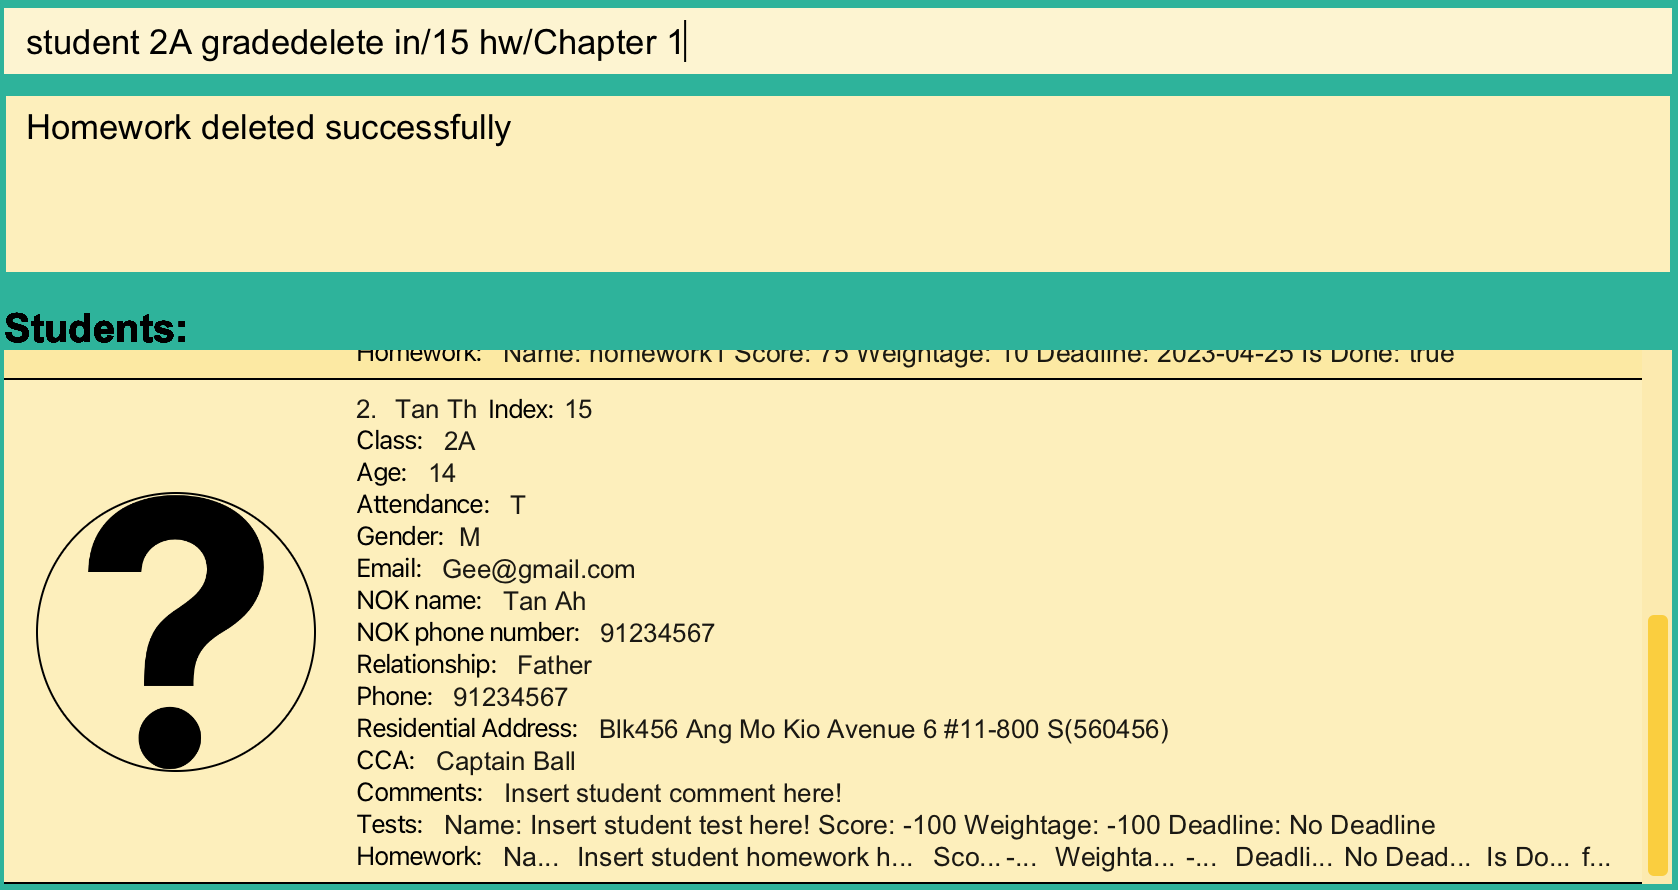 student 2A gradedelete in/15 hw/Chapter 1
Homework deleted successfully
Students:
Homework: Name: homework1 Score: 75 Weightage: 10 Deadline: 2023-04-25 Is Done: true
2. Tan Th Index: 15
Class: 2A
Age: 14
Attendance: T
Gender: M
Email: Gee@gmail.com
NOK name: Tan Ah
NOK phone number: 91234567
Relationship: Father
Phone: 91234567
Residential Address: Blk456 Ang Mo Kio Avenue 6 #11-800 S(560456)
CCA: Captain Ball
Comments: Insert student comment here!
Tests: Name: Insert student test here! Score: -100 Weightage: -100 Deadline: No Deadline
Homework: Na... Insert student homework h... Sco... -... Weighta... -... Deadli... No Dead... Is Do... f...